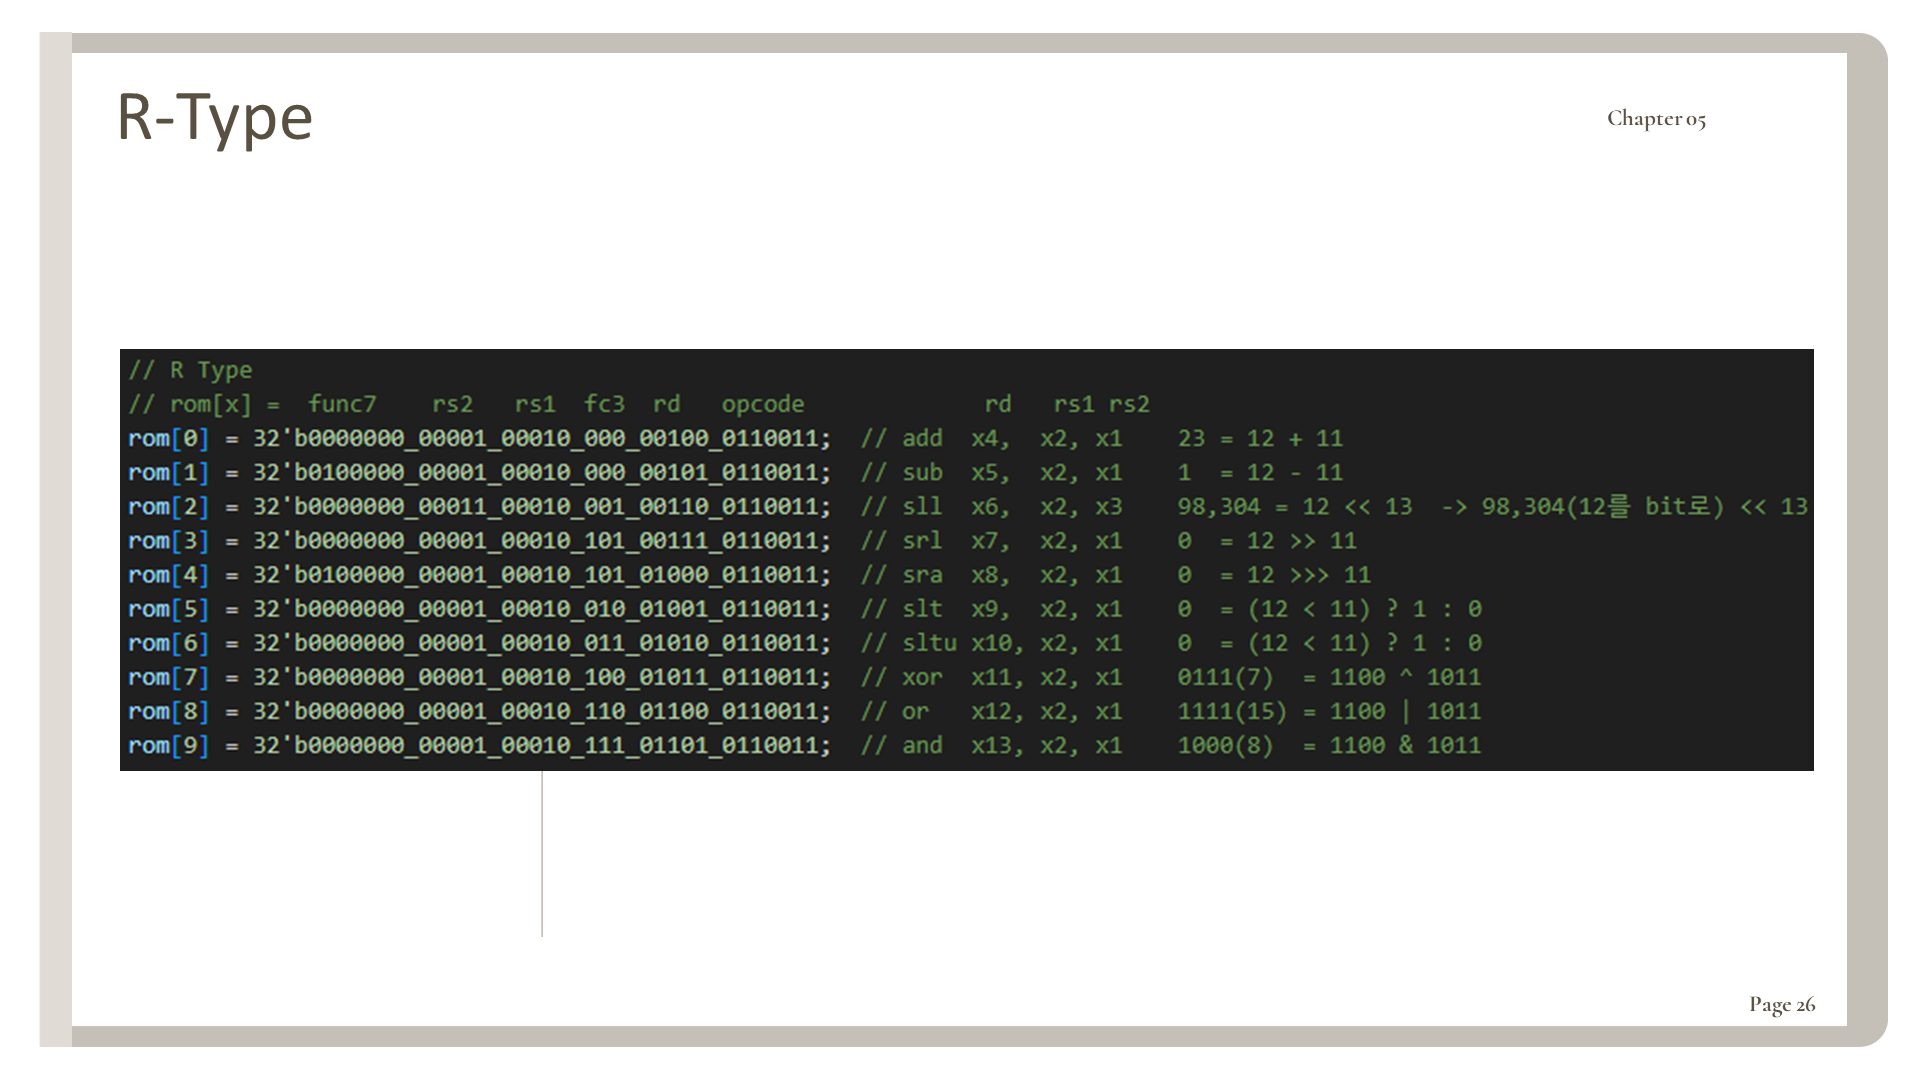 R-Type
Chapter 05
// R Type
// rom[x] =  func7    rs2   rs1  fc3  rd   opcode             rd   rs1 rs2
rom[0] = 32'b0000000_00001_00010_000_00100_0110011;  // add  x4,  x2, x1    23 = 12 + 11
rom[1] = 32'b0100000_00001_00010_000_00101_0110011;  // sub  x5,  x2, x1    1  = 12 - 11
rom[2] = 32'b0000000_00011_00010_001_00110_0110011;  // sll  x6,  x2, x3    98,304 = 12 << 13  -> 98,304(12를 bit로) << 13
rom[3] = 32'b0000000_00001_00010_101_00111_0110011;  // srl  x7,  x2, x1    0  = 12 >> 11
rom[4] = 32'b0100000_00001_00010_101_01000_0110011;  // sra  x8,  x2, x1    0  = 12 >>> 11
rom[5] = 32'b0000000_00001_00010_010_01001_0110011;  // slt  x9,  x2, x1    0  = (12 < 11) ? 1 : 0
rom[6] = 32'b0000000_00001_00010_011_01010_0110011;  // sltu x10, x2, x1    0  = (12 < 11) ? 1 : 0
rom[7] = 32'b0000000_00001_00010_100_01011_0110011;  // xor  x11, x2, x1    0111(7)  = 1100 ^ 1011
rom[8] = 32'b0000000_00001_00010_110_01100_0110011;  // or   x12, x2, x1    1111(15) = 1100 | 1011
rom[9] = 32'b0000000_00001_00010_111_01101_0110011;  // and  x13, x2, x1    1000(8)  = 1100 & 1011
Page 26